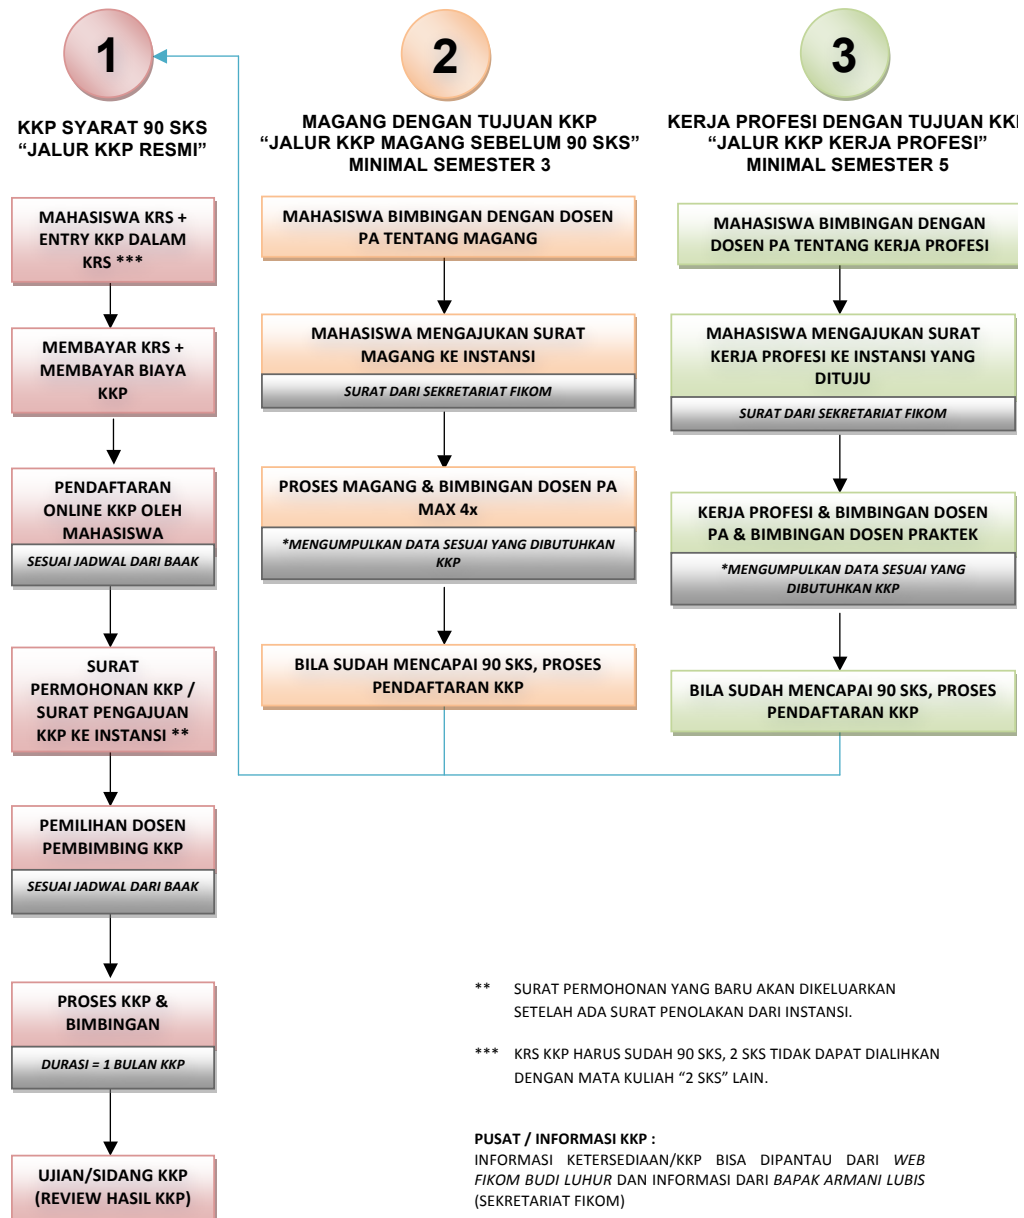 1
KKP SYARAT 90 SKS
“JALUR KKP RESMI”
MAHASISWA KRS +
ENTRY KKP DALAM
KRS ***
MEMBAYAR KRS +
MEMBAYAR BIAYA
KKP
PENDAFTARAN
ONLINE KKP OLEH
MAHASISWA
SESUAI JADWAL DARI BAAK
SURAT
PERMOHONAN KKP /
SURAT PENGAJUAN
KKP KE INSTANSI **
PEMILIHAN DOSEN
PEMBIMBING KKP
SESUAI JADWAL DARI BAAK
PROSES KKP &
BIMBINGAN
DURASI = 1 BULAN KKP
UJIAN/SIDANG KKP
(REVIEW HASIL KKP)
2
MAGANG DENGAN TUJUAN KKP
“JALUR KKP MAGANG SEBELUM 90 SKS”
MINIMAL SEMESTER 3
MAHASISWA BIMBINGAN DENGAN DOSEN
PA TENTANG MAGANG
MAHASISWA MENGAJUKAN SURAT
MAGANG KE INSTANSI
SURAT DARI SEKRETARIAT FIKOM
PROSES MAGANG & BIMBINGAN DOSEN PA
MAX 4x
*MENGUMPULKAN DATA SESUAI YANG DIBUTUHKAN
KKP
BILA SUDAH MENCAPAI 90 SKS, PROSES
PENDAFTARAN KKP
3
KERJA PROFESI DENGAN TUJUAN KKP
“JALUR KKP KERJA PROFESI”
MINIMAL SEMESTER 5
MAHASISWA BIMBINGAN DENGAN
DOSEN PA TENTANG KERJA PROFESI
MAHASISWA MENGAJUKAN SURAT
KERJA PROFESI KE INSTANSI YANG
DITUJU
SURAT DARI SEKRETARIAT FIKOM
KERJA PROFESI & BIMBINGAN DOSEN
PA & BIMBINGAN DOSEN PRAKTEK
*MENGUMPULKAN DATA SESUAI YANG
DIBUTUHKAN KKP
BILA SUDAH MENCAPAI 90 SKS, PROSES
PENDAFTARAN KKP
** SURAT PERMOHONAN YANG BARU AKAN DIKELUARKAN
SETELAH ADA SURAT PENOLAKAN DARI INSTANSI.
*** KRS KKP HARUS SUDAH 90 SKS, 2 SKS TIDAK DAPAT DIALIHKAN
DENGAN MATA KULIAH “2 SKS” LAIN.
PUSAT / INFORMASI KKP :
INFORMASI KETERSEDIAAN/KKP BISA DIPANTAU DARI WEB
FIKOM BUDI LUHUR DAN INFORMASI DARI BAPAK ARMANI LUBIS
(SEKRETARIAT FIKOM)